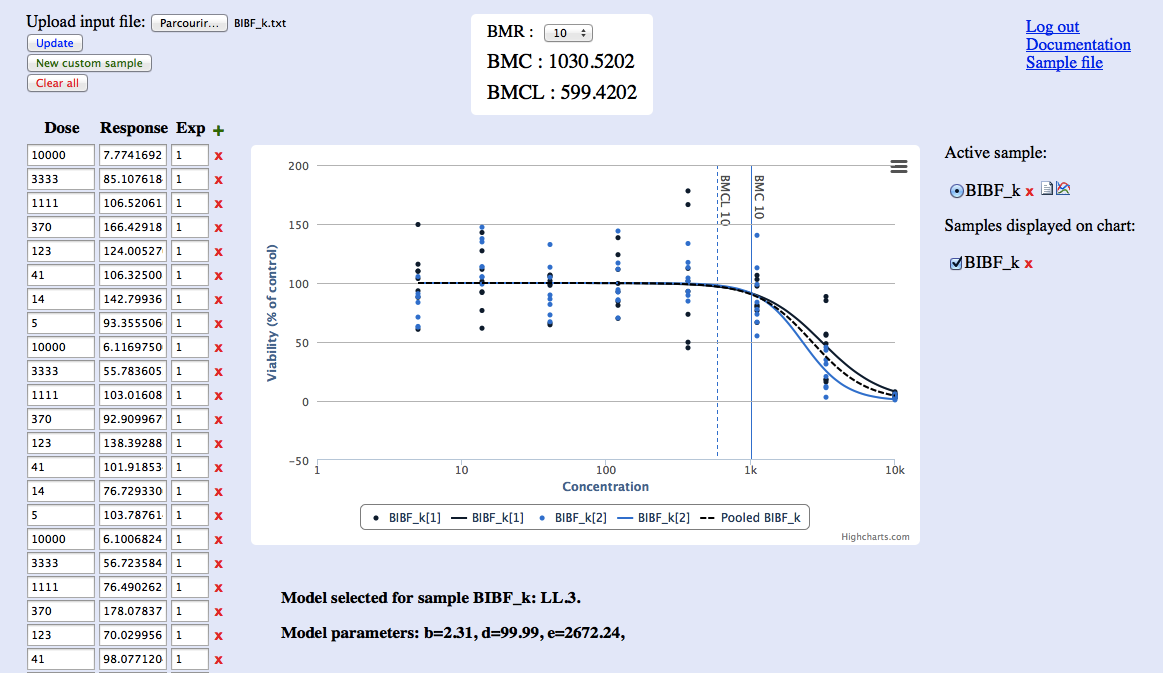 Upload input file: Parcourir... BIBF_k.txt
Update
New custom sample
Clear all
BMR : 10
BMC : 1030.5202
BMCL : 599.4202
Log out
Documentation
Sample file
Dose Response Exp +
10000 7.7741692 1 x
3333 85.107618 1 x
1111 106.52061 1 x
370 166.42918 1 x
123 124.00527 1 x
41 106.32500 1 x
14 142.79936 1 x
5 93.355506 1 x
10000 6.1169750 1 x
3333 55.783605 1 x
1111 103.01608 1 x
370 92.909967 1 x
123 138.39288 1 x
41 101.91853 1 x
14 76.729330 1 x
5 103.78761 1 x
10000 6.1006824 1 x
3333 56.723584 1 x
1111 76.490262 1 x
370 178.07837 1 x
123 70.029956 1 x
41 98.077120 1 x
Viability (% of control)
200
150
100
50
0
−50
BMCL 10
BMC 10
1 10 100 1k 10k
Concentration
BIBF_k[1] BIBF_k[1] BIBF_k[2] BIBF_k[2] Pooled BIBF_k
Highcharts.com
Active sample:
BIBF_k x
Samples displayed on chart:
BIBF_k x
Model selected for sample BIBF_k: LL.3.
Model parameters: b=2.31, d=99.99, e=2672.24,